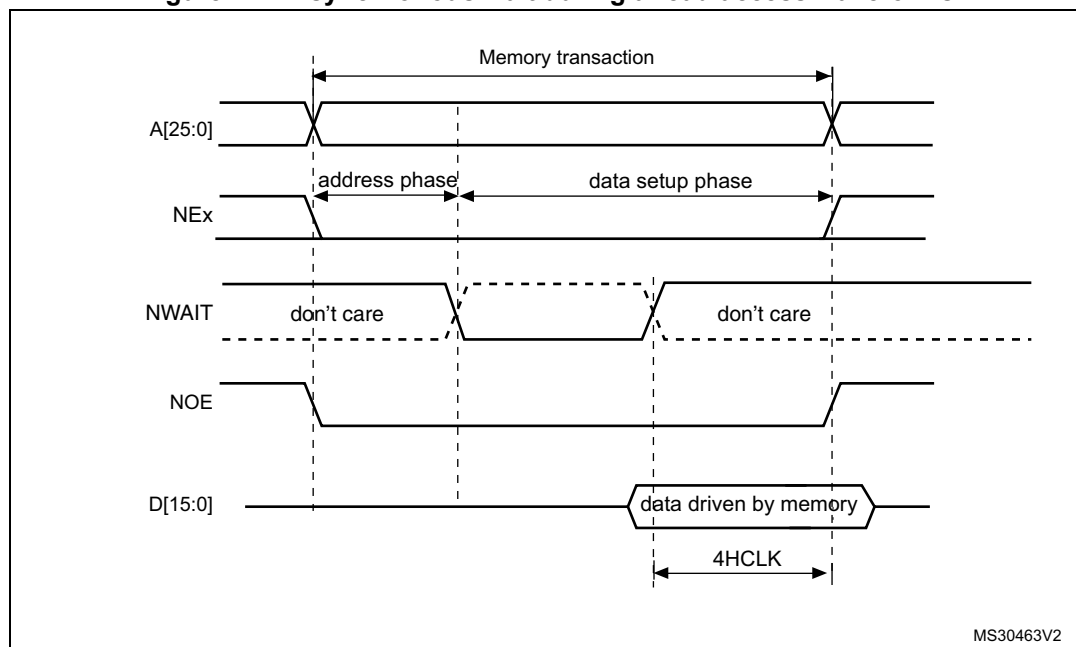 Memory transaction
A[25:0]
address phase
data setup phase
NEx
NWAIT
don't care
don't care
NOE
D[15:0]
data driven by memory
4HCLK
MS30463V2